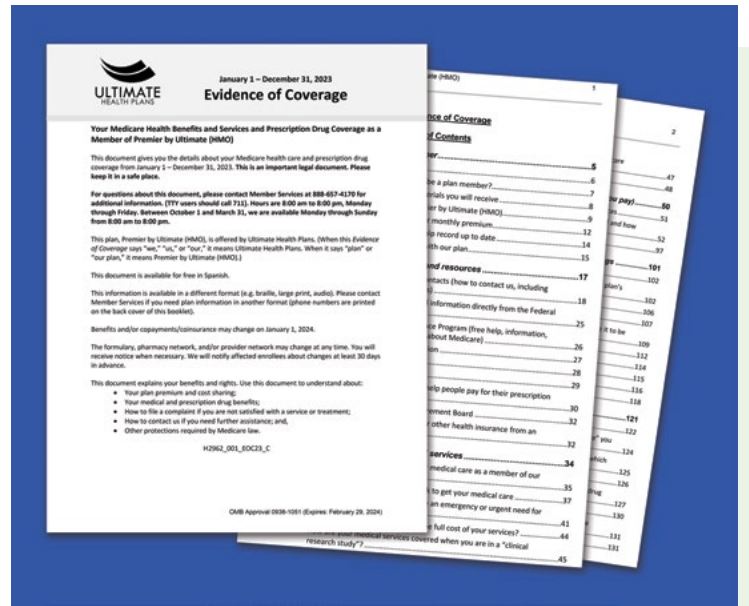 ULTIMATE
HEALTH PLANS
January 1 – December 31, 2023
Evidence of Coverage
Your Medicare Health Benefits and Services and Prescription Drug Coverage as a
Member of Premier by Ultimate (HMO)
This document gives you the details about your Medicare health care and prescription drug
coverage from January 1 – December 31, 2023. This is an important legal document. Please
keep it in a safe place.
For questions about this document, please contact Member Services at 888-657-4170 for
additional information. (TTY users should call 711). Hours are 8:00 am to 8:00 pm, Monday
through Friday. Between October 1 and March 31, we are available Monday through Sunday
from 8:00 am to 8:00 pm.
This plan, Premier by Ultimate (HMO), is offered by Ultimate Health Plans. (When this Evidence
of Coverage says "we," "us," or "our," it means Ultimate Health Plans. When it says "plan" or
"our plan," it means Premier by Ultimate (HMO).)
This document is available for free in Spanish.
This information is available in a different format (e.g. braille, large print, audio). Please contact
Member Services if you need plan information in another format (phone numbers are printed
on the back cover of this booklet).
Benefits and/or copayments/coinsurance may change on January 1, 2024.
The formulary, pharmacy network, and/or provider network may change at any time. You will
receive notice when necessary. We will notify affected enrollees about changes at least 30 days
in advance.
This document explains your benefits and rights. Use this document to understand about:
• Your plan premium and cost sharing;
• Your medical and prescription drug benefits;
• How to file a complaint if you are not satisfied with a service or treatment;
• How to contact us if you need further assistance; and,
• Other protections required by Medicare law.
H2962_001_EOC23_C
OMB Approval 0938-1051 (Expires: February 29, 2024)
(HMO) 1
of Coverage
of Contents
5
be a plan member? 6
materials you will receive 7
by Ultimate (HMO) 8
monthly premium 9
12
record up to date 14
with our plan 15
and resources 17
contacts (how to contact us, including
18
information directly from the Federal
25
Program (free help, information,
about Medicare) 26
27
28
29
help people pay for their prescription
30
Board 32
other health insurance from an
32
services 34
medical care as a member of our
35
to get your medical care 37
an emergency or urgent need for
41
full cost of your services? 44
are your medical services covered when you are in a "clinical
research study"? 45
2
care
47
48
pay) 50
51
and how
52
97
101
102
plan's
102
106
107
it to be
109
112
114
115
116
118
121
122
you
124
which
125
126
drug
127
130
131
131